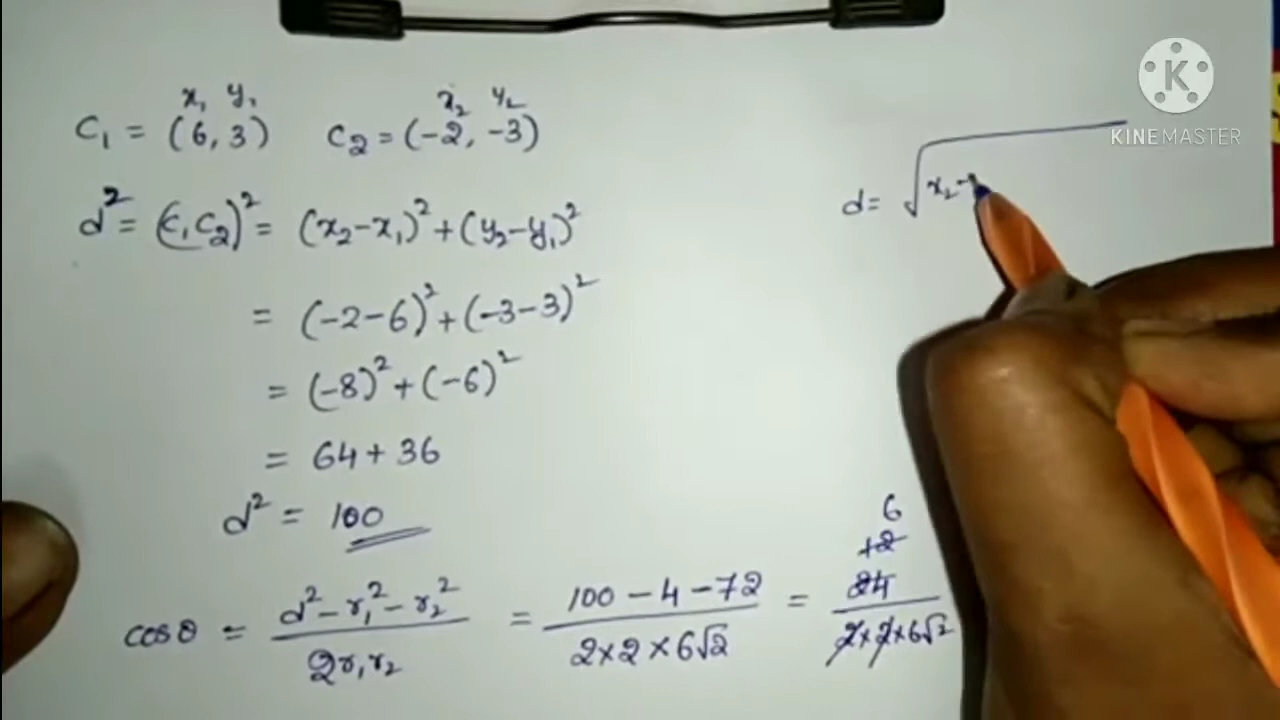 x₁ y₁ x₂ y₂
C₁ = (6, 3) C₂ = (-2, -3)
d² = (C₁C₂)² = (x₂-x₁)² + (y₂-y₁)²
= (-2-6)² + (-3-3)²
= (-8)² + (-6)²
= 64 + 36
d² = 100
cosθ = (d² - r₁² - r₂²)/(2r₁r₂) = (100 - 4 - 72)/(2×2×6√2) = 24/(2×2×6√2)
12
6
d = √x₂-
K
KINEMASTER